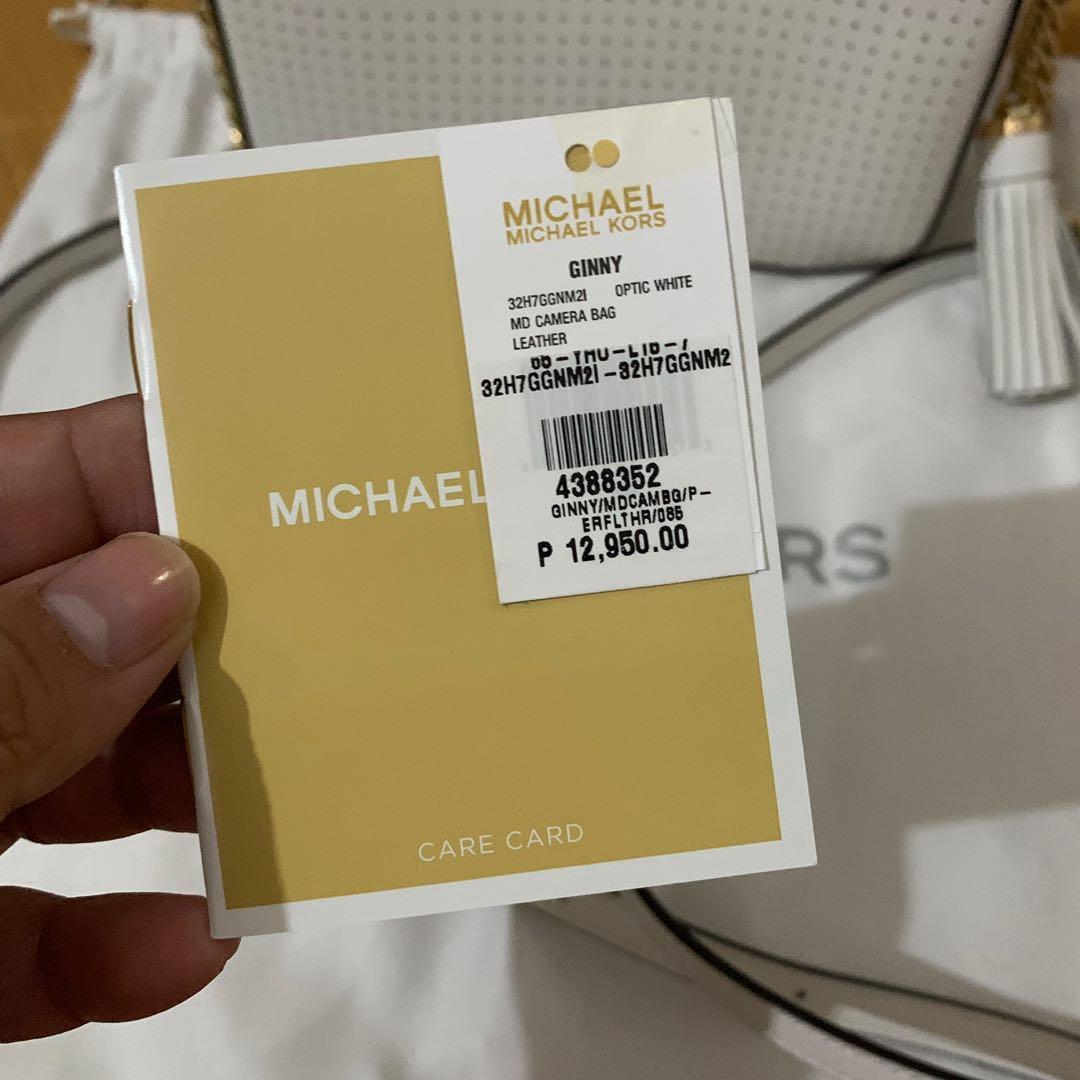 MICHAEL
MICHAEL KORS
GINNY
32H7GGNM2I OPTIC WHITE
MD CAMERA BAG
LEATHER
32H7GGNM2I-32H7GGNM2
4388352
GINNY/MDCAMBG/P-
ERFLTHR/085
P 12,950.00
MICHAEL
RS
CARE CARD